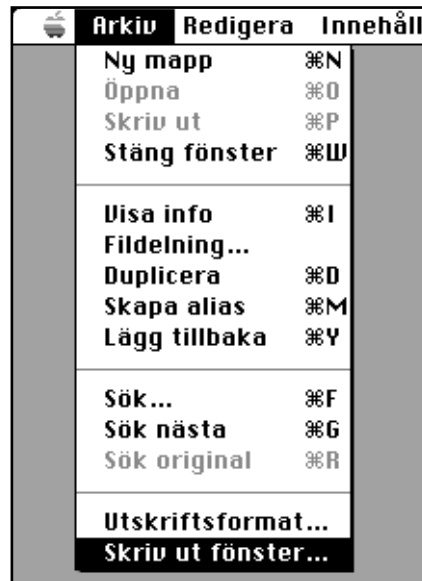 Arkiv Redigera Innehåll
Ny mapp ⌘N
Öppna ⌘O
Skriv ut ⌘P
Stäng fönster ⌘W
Visa info ⌘I
Fildelning...
Duplicera ⌘D
Skapa alias ⌘M
Lägg tillbaka ⌘Y
Sök... ⌘F
Sök nästa ⌘G
Sök original ⌘R
Utskriftsformat...
Skriv ut fönster...